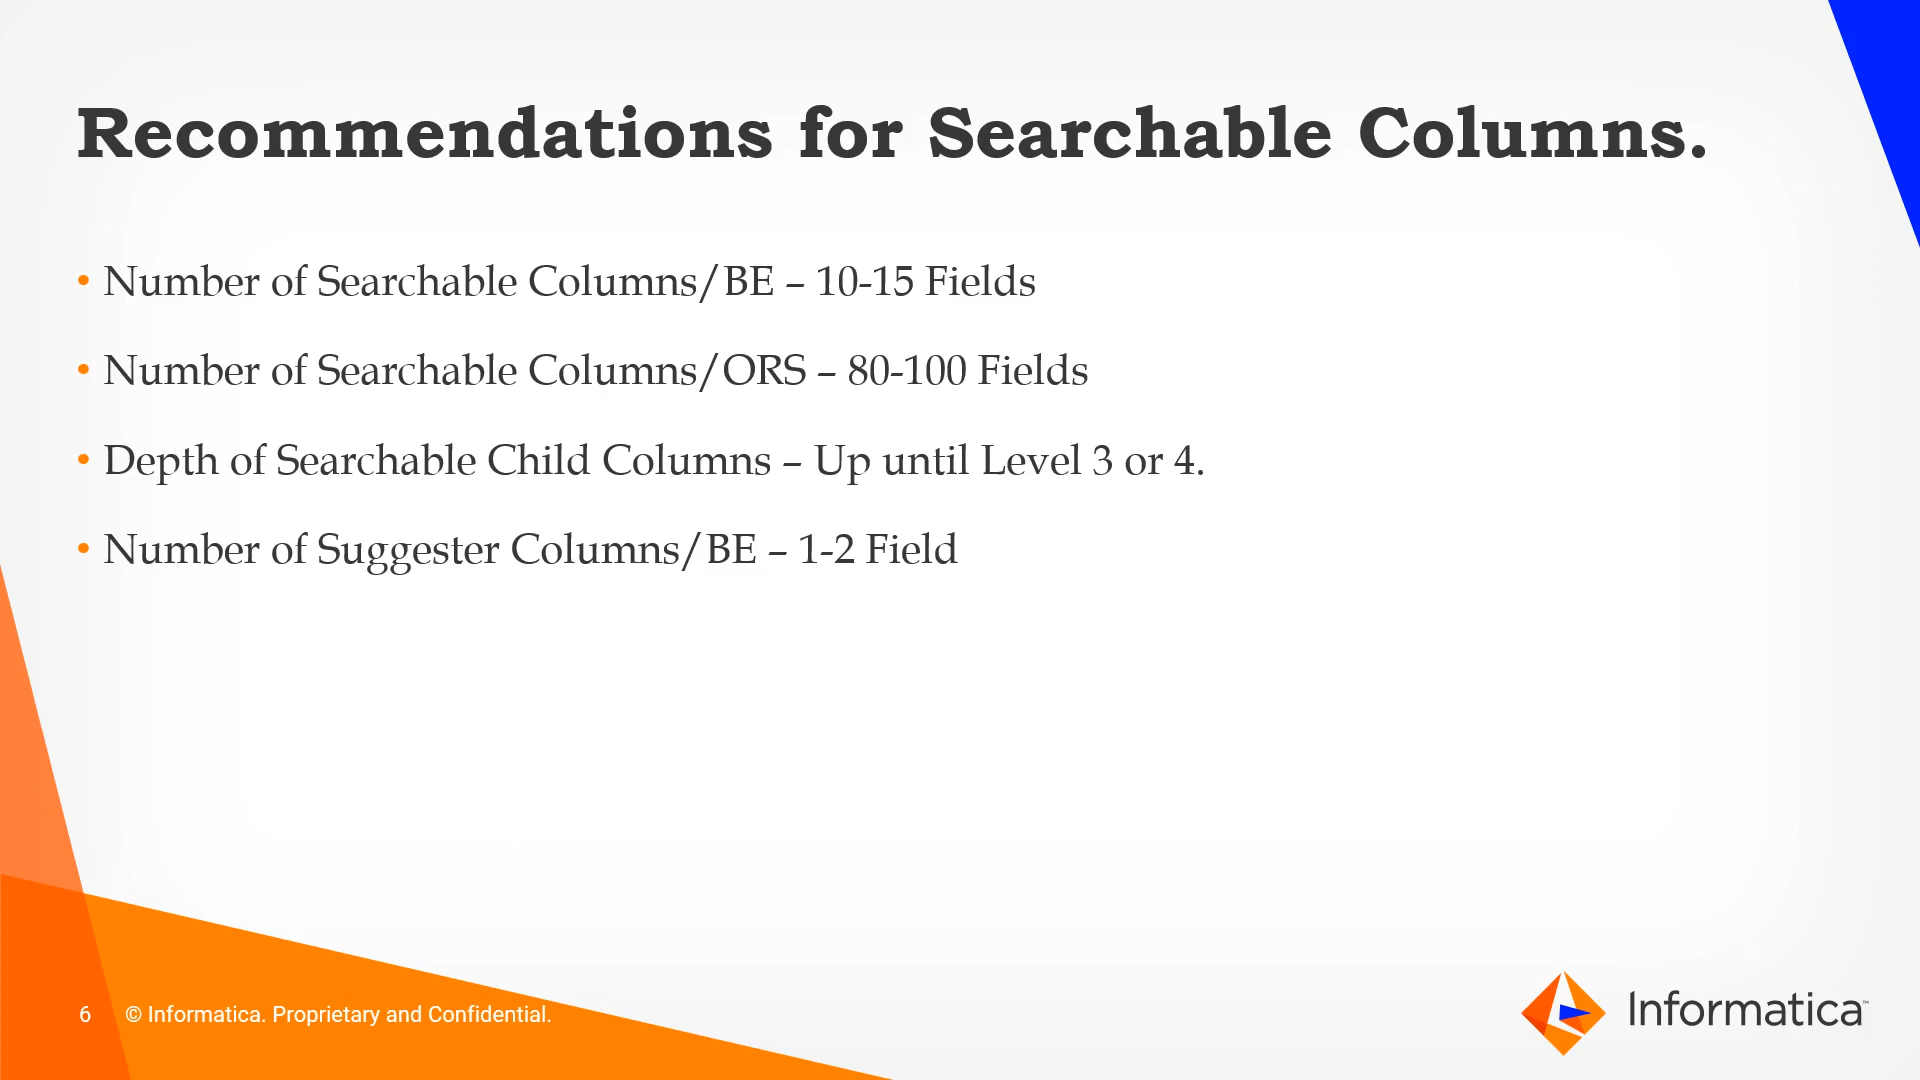 Recommendations for Searchable Columns.
• Number of Searchable Columns/BE – 10-15 Fields
• Number of Searchable Columns/ORS – 80-100 Fields
• Depth of Searchable Child Columns – Up until Level 3 or 4.
• Number of Suggester Columns/BE – 1-2 Field
6 © Informatica. Proprietary and Confidential.
Informatica™